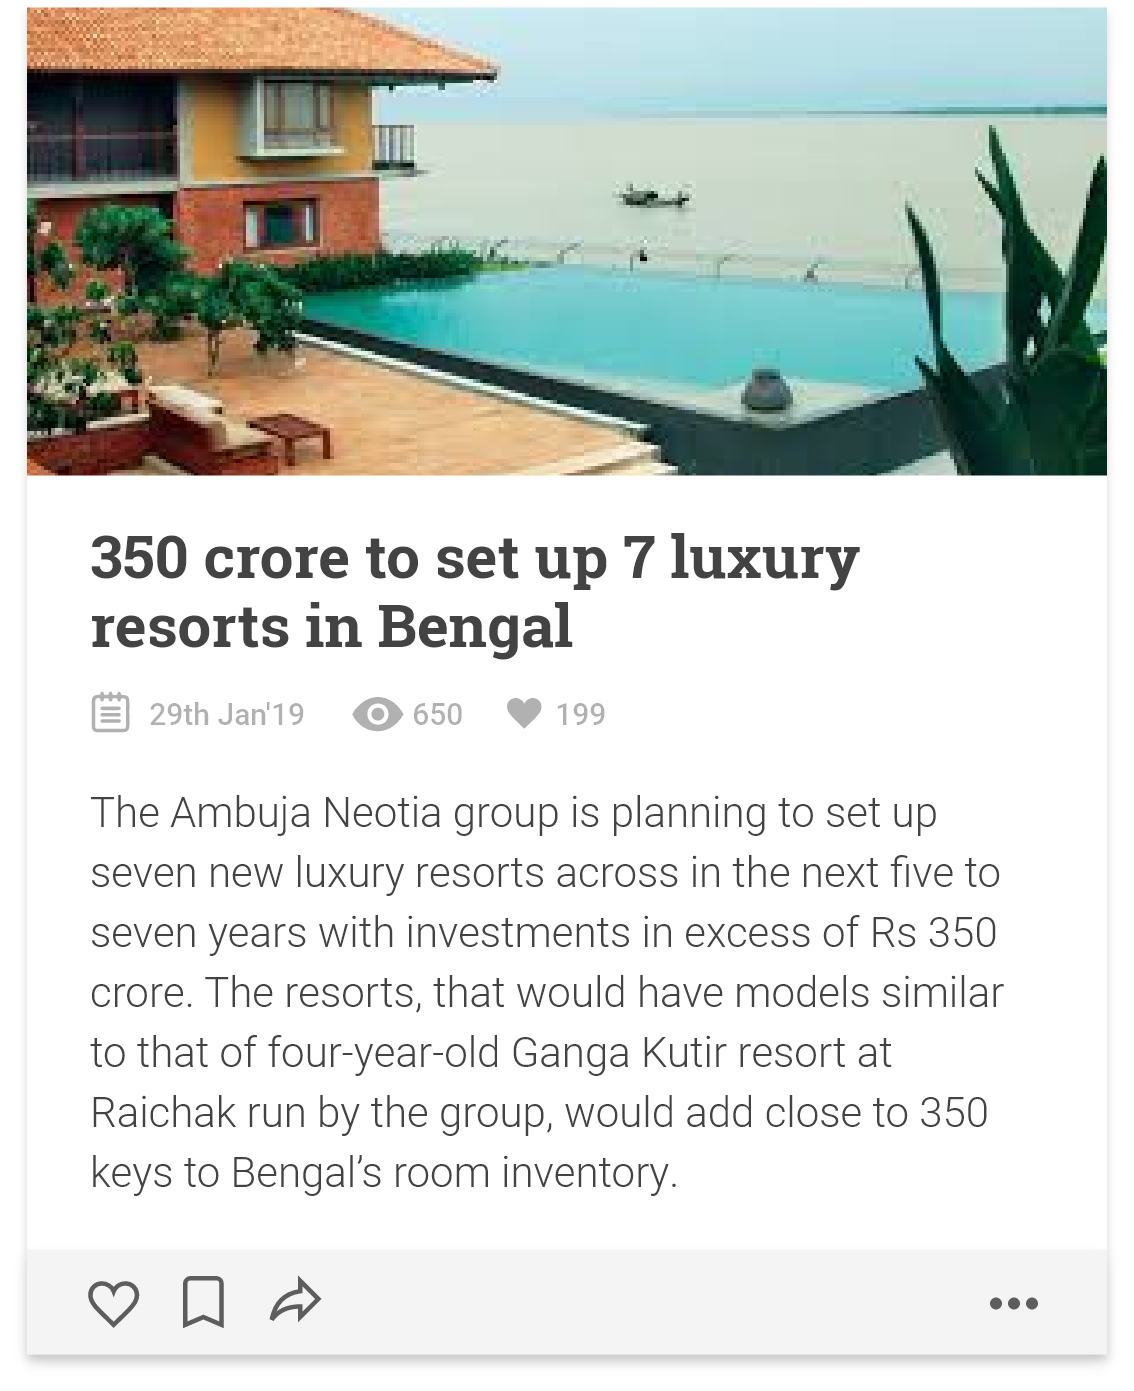 350 crore to set up 7 luxury
resorts in Bengal
29th Jan'19 650 199
The Ambuja Neotia group is planning to set up
seven new luxury resorts across in the next five to
seven years with investments in excess of Rs 350
crore. The resorts, that would have models similar
to that of four-year-old Ganga Kutir resort at
Raichak run by the group, would add close to 350
keys to Bengal’s room inventory.